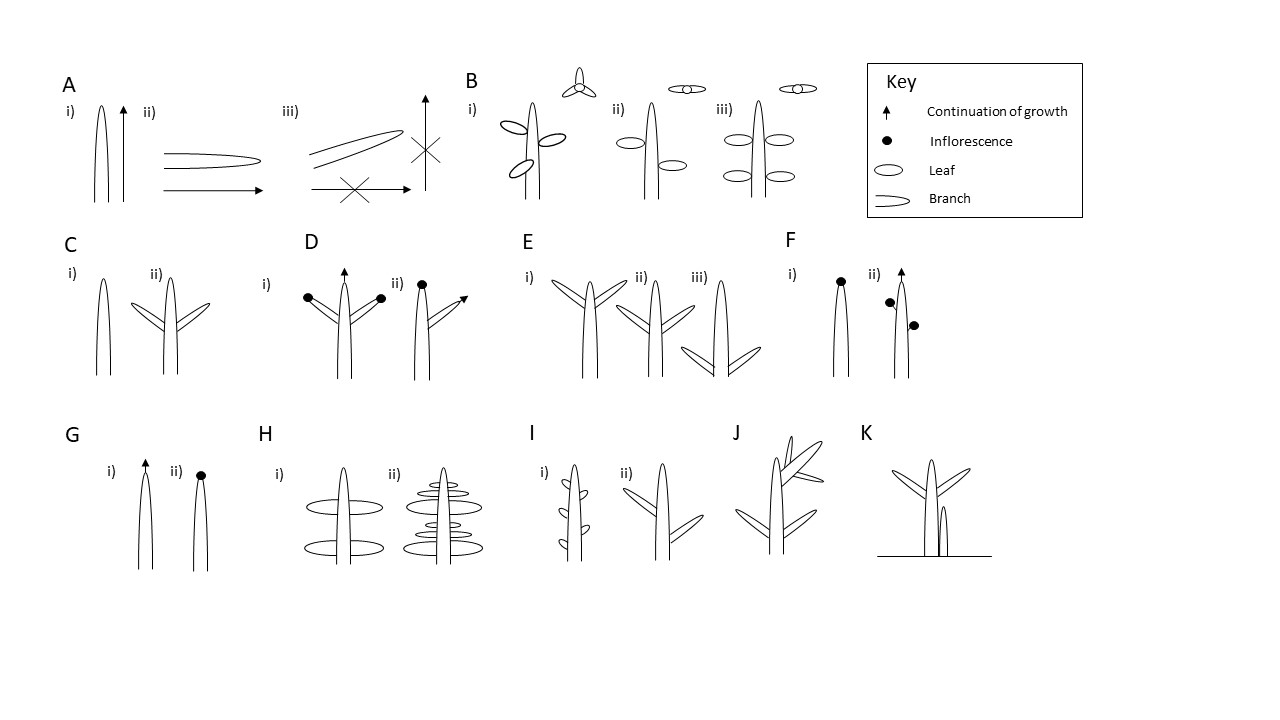 A
i)
ii)
iii)
B
i)
ii)
iii)
Key
Continuation of growth
Inflorescence
Leaf
Branch
C
i)
ii)
D
i)
ii)
E
i)
ii)
iii)
F
i)
ii)
G
i)
ii)
H
i)
ii)
I
i)
ii)
J
K